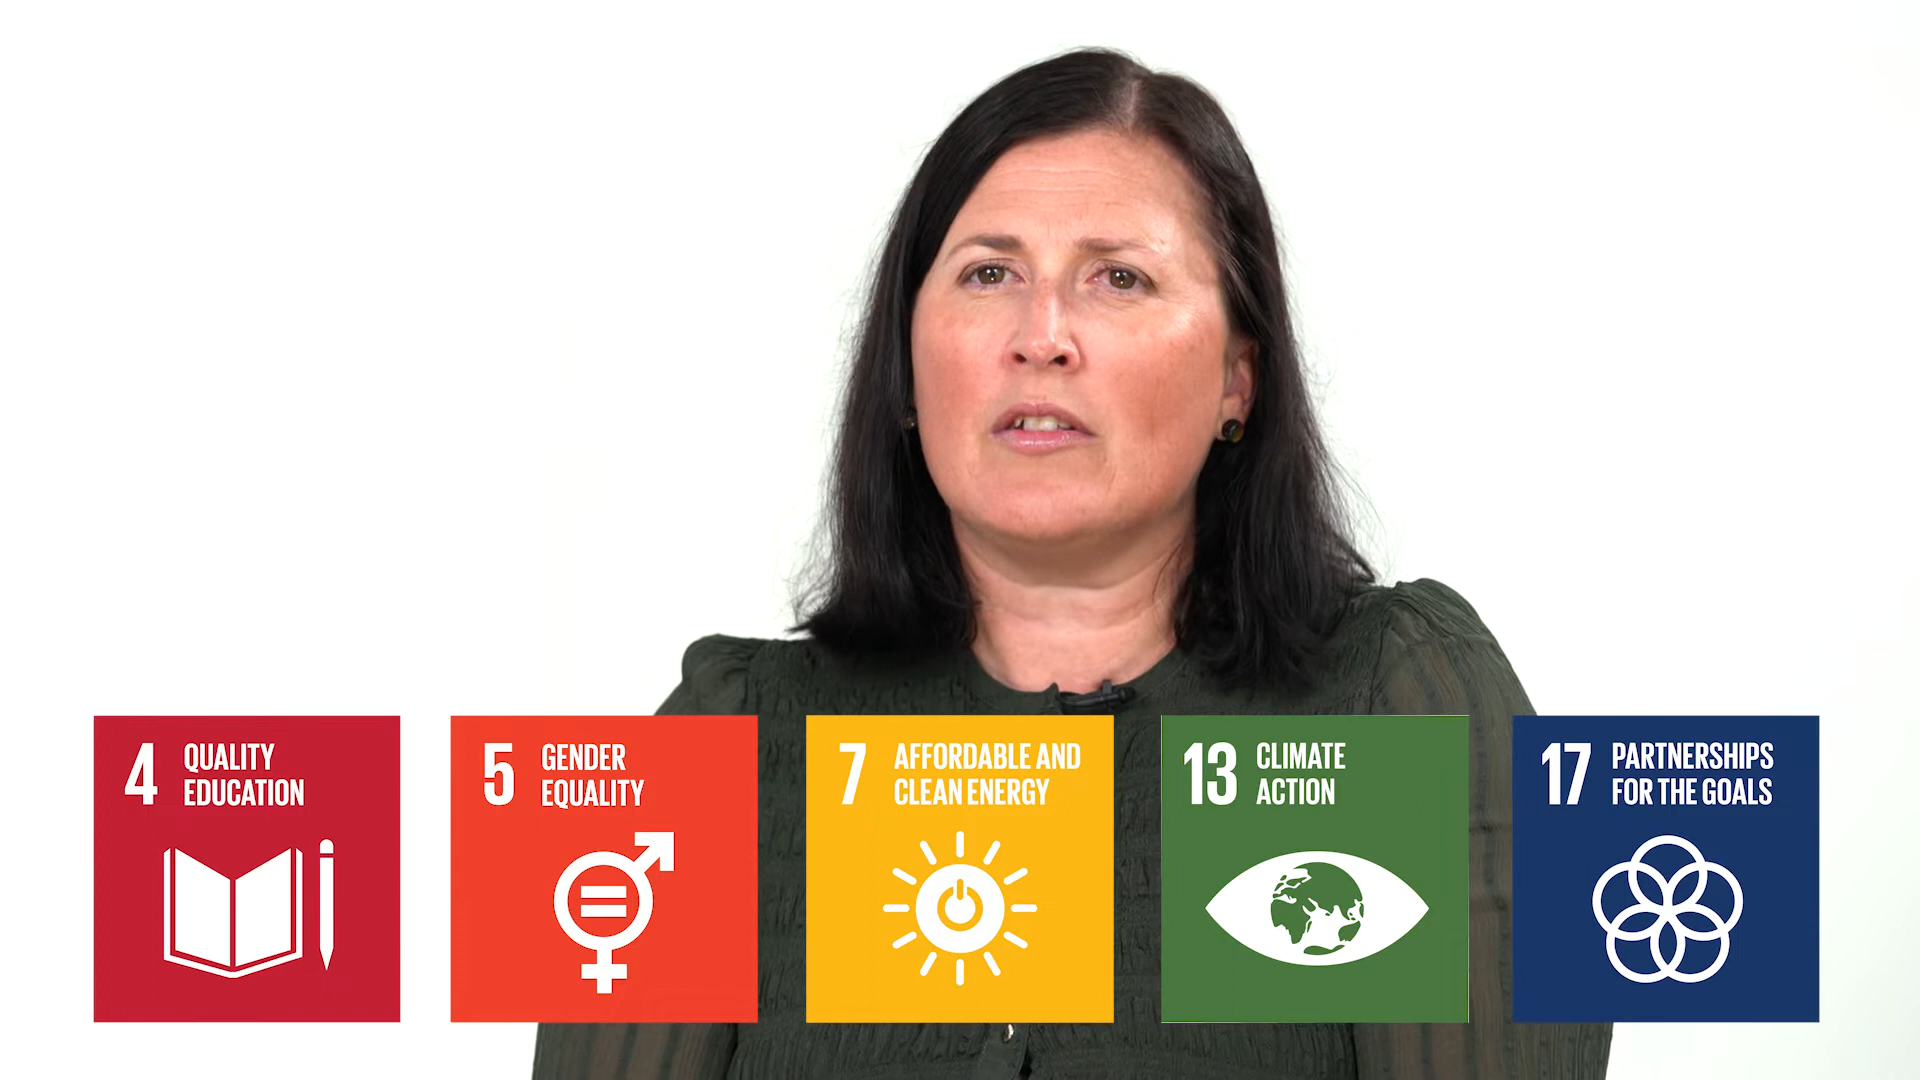 4 QUALITY
EDUCATION
5 GENDER
EQUALITY
7 AFFORDABLE AND
CLEAN ENERGY
13 CLIMATE
ACTION
17 PARTNERSHIPS
FOR THE GOALS